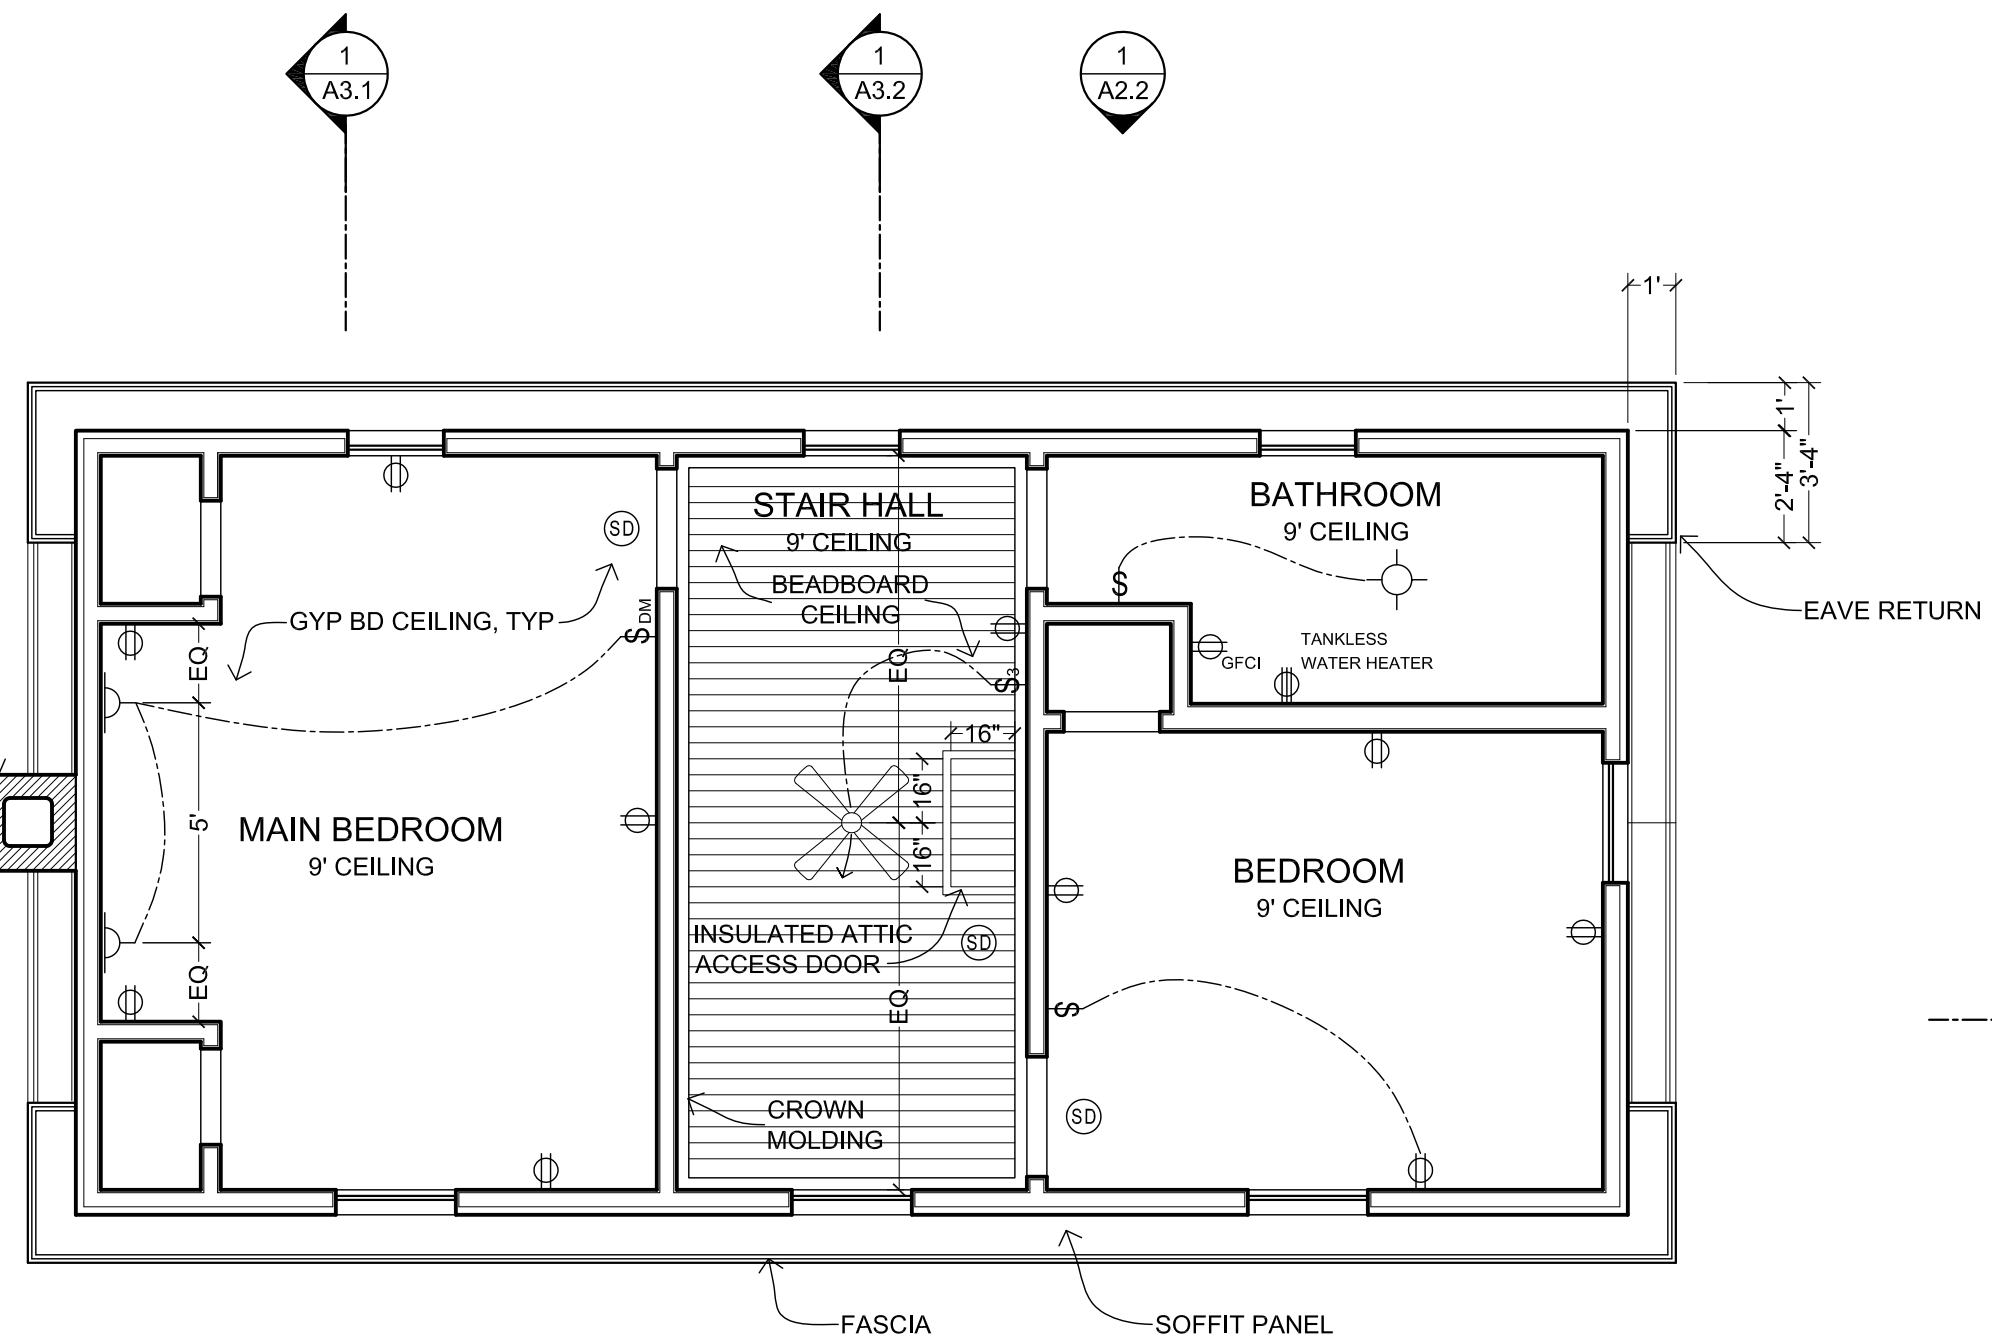 1
A3.1
1
A3.2
1
A2.2
1'
1'
2'-4"
3'-4"
STAIR HALL
9' CEILING
BATHROOM
9' CEILING
SD
BEADBOARD
CEILING
S
EAVE RETURN
GYP BD CEILING, TYP
SDM
EQ
EQ
TANKLESS
WATER HEATER
GFCI
S3
16"
16"
16"
5'
MAIN BEDROOM
9' CEILING
BEDROOM
9' CEILING
INSULATED ATTIC
ACCESS DOOR
SD
EQ
EQ
S
CROWN
MOLDING
SD
FASCIA
SOFFIT PANEL